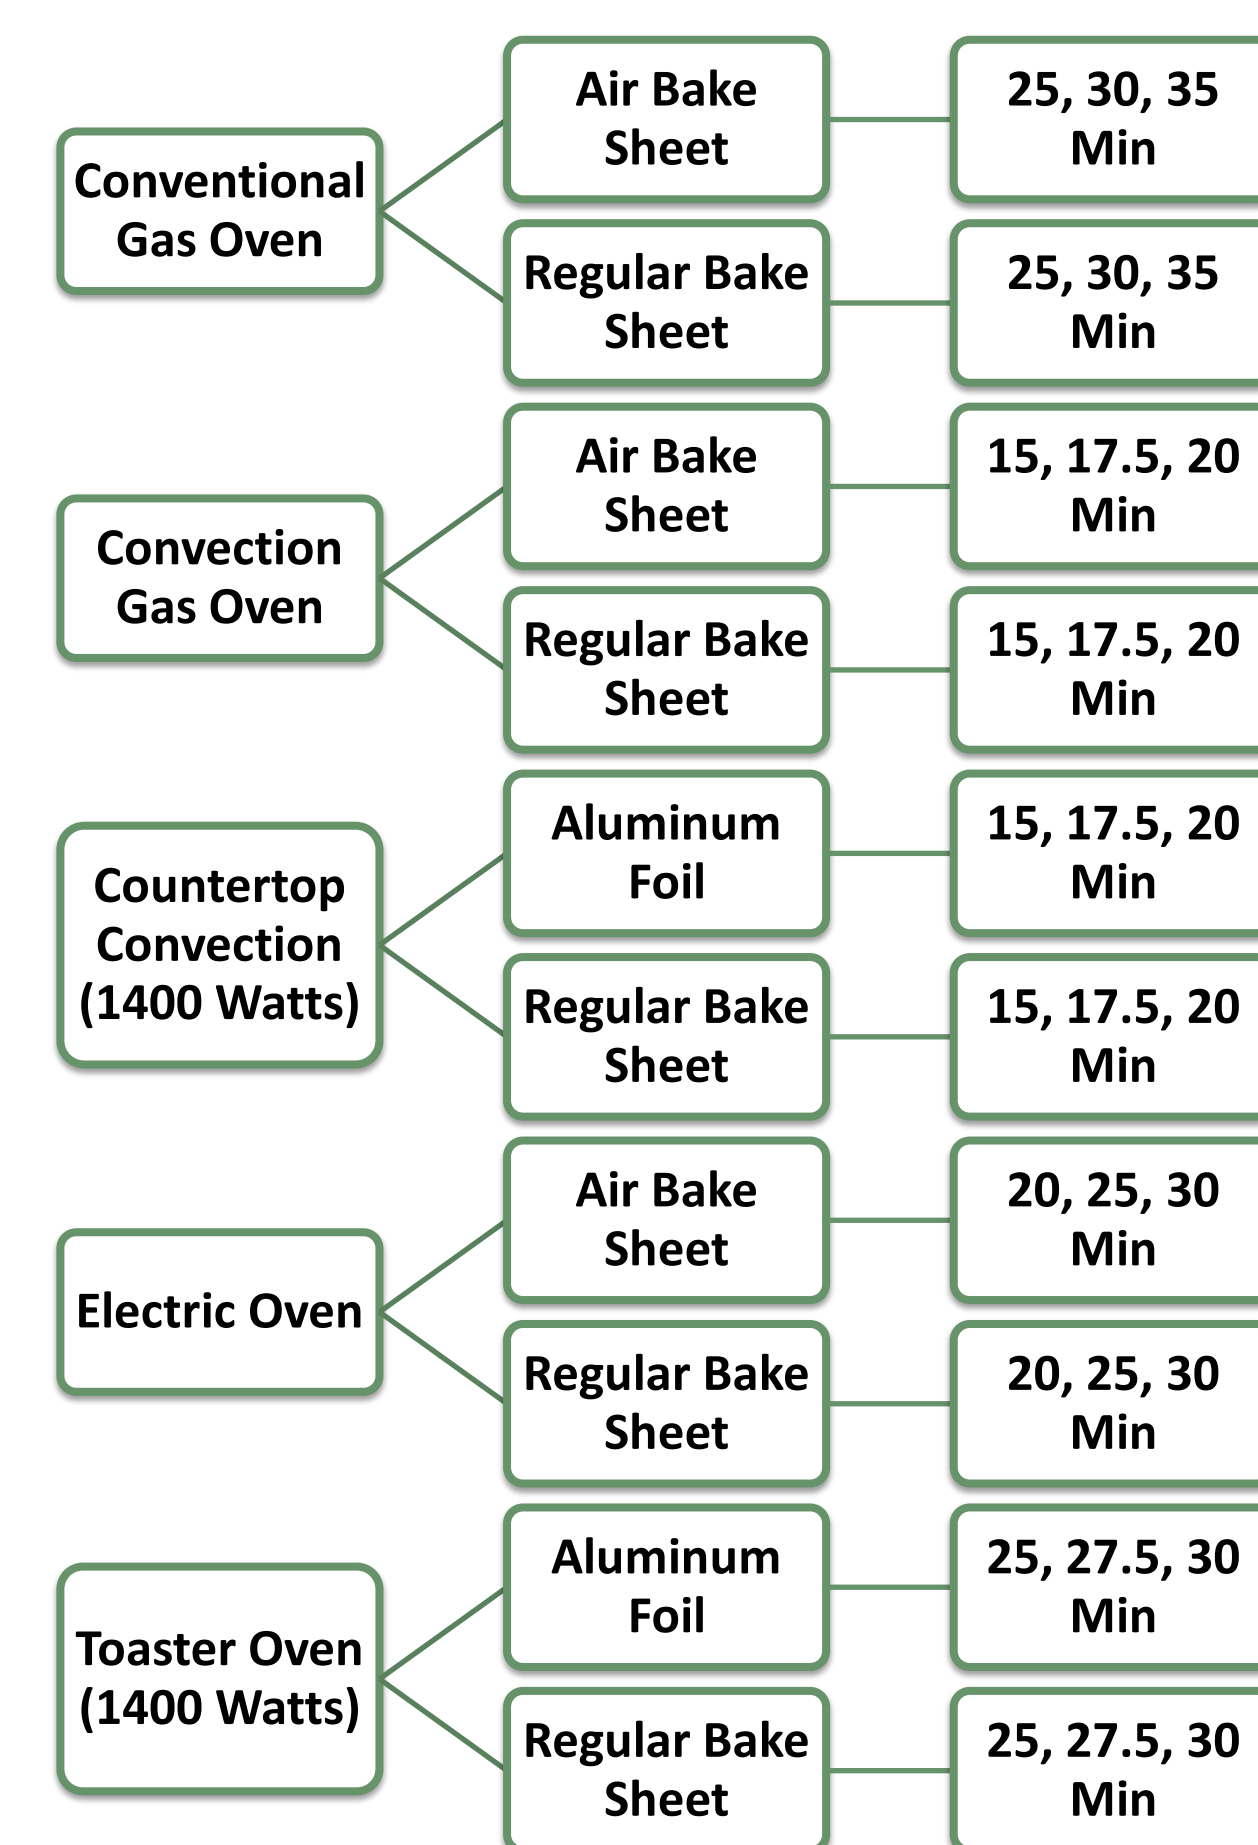 Conventional
Gas Oven
Air Bake
Sheet
25, 30, 35
Min
Regular Bake
Sheet
25, 30, 35
Min
Convection
Gas Oven
Air Bake
Sheet
15, 17.5, 20
Min
Regular Bake
Sheet
15, 17.5, 20
Min
Countertop
Convection
(1400 Watts)
Aluminum
Foil
15, 17.5, 20
Min
Regular Bake
Sheet
15, 17.5, 20
Min
Electric Oven
Air Bake
Sheet
20, 25, 30
Min
Regular Bake
Sheet
20, 25, 30
Min
Toaster Oven
(1400 Watts)
Aluminum
Foil
25, 27.5, 30
Min
Regular Bake
Sheet
25, 27.5, 30
Min